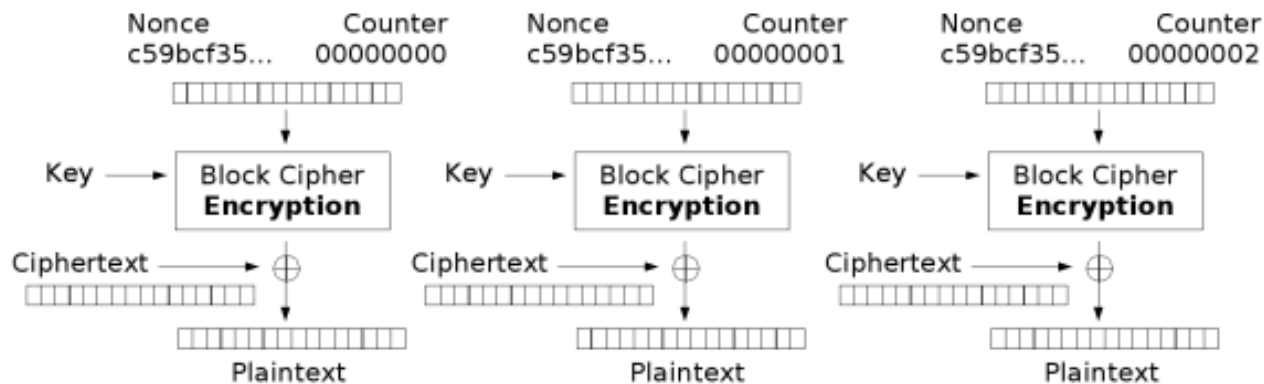 Nonce Counter Nonce Counter Nonce Counter
c59bcf35... 00000000 c59bcf35... 00000001 c59bcf35... 00000002
Key Block Cipher Key Block Cipher Key Block Cipher
Encryption Encryption Encryption
Ciphertext Ciphertext Ciphertext
Plaintext Plaintext Plaintext